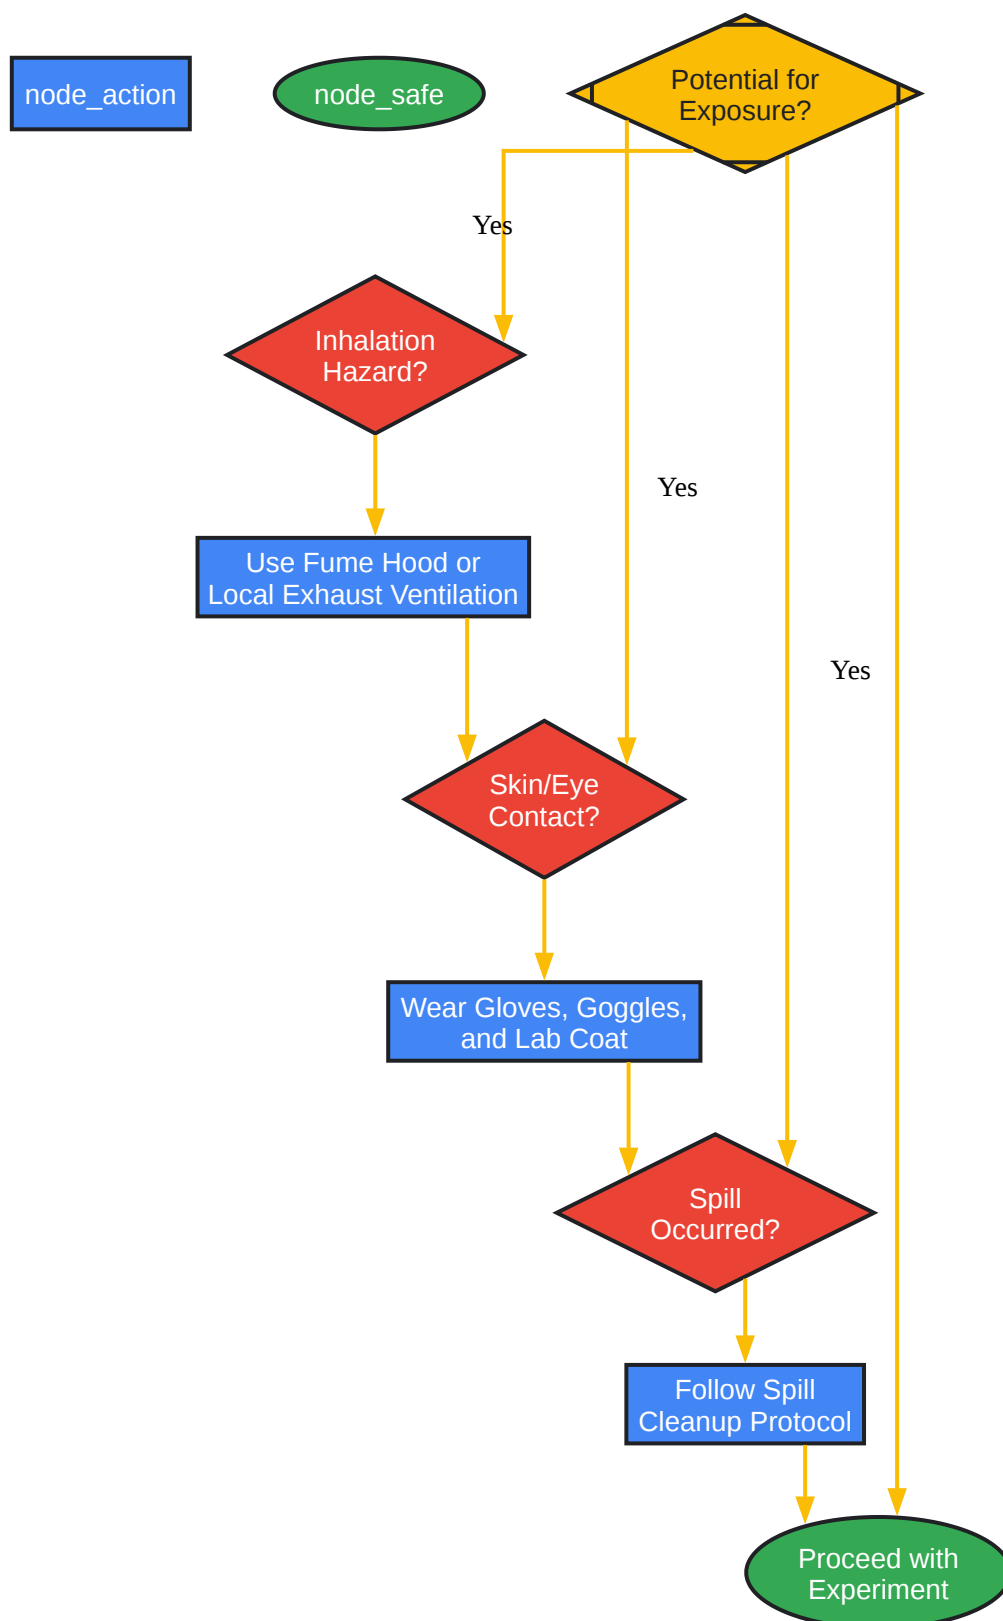 node_action
node_safe
Potential for
Exposure?
Yes
Inhalation
Hazard?
Yes
Use Fume Hood or
Local Exhaust Ventilation
Yes
Skin/Eye
Contact?
Wear Gloves, Goggles,
and Lab Coat
Spill
Occurred?
Follow Spill
Cleanup Protocol
Proceed with
Experiment